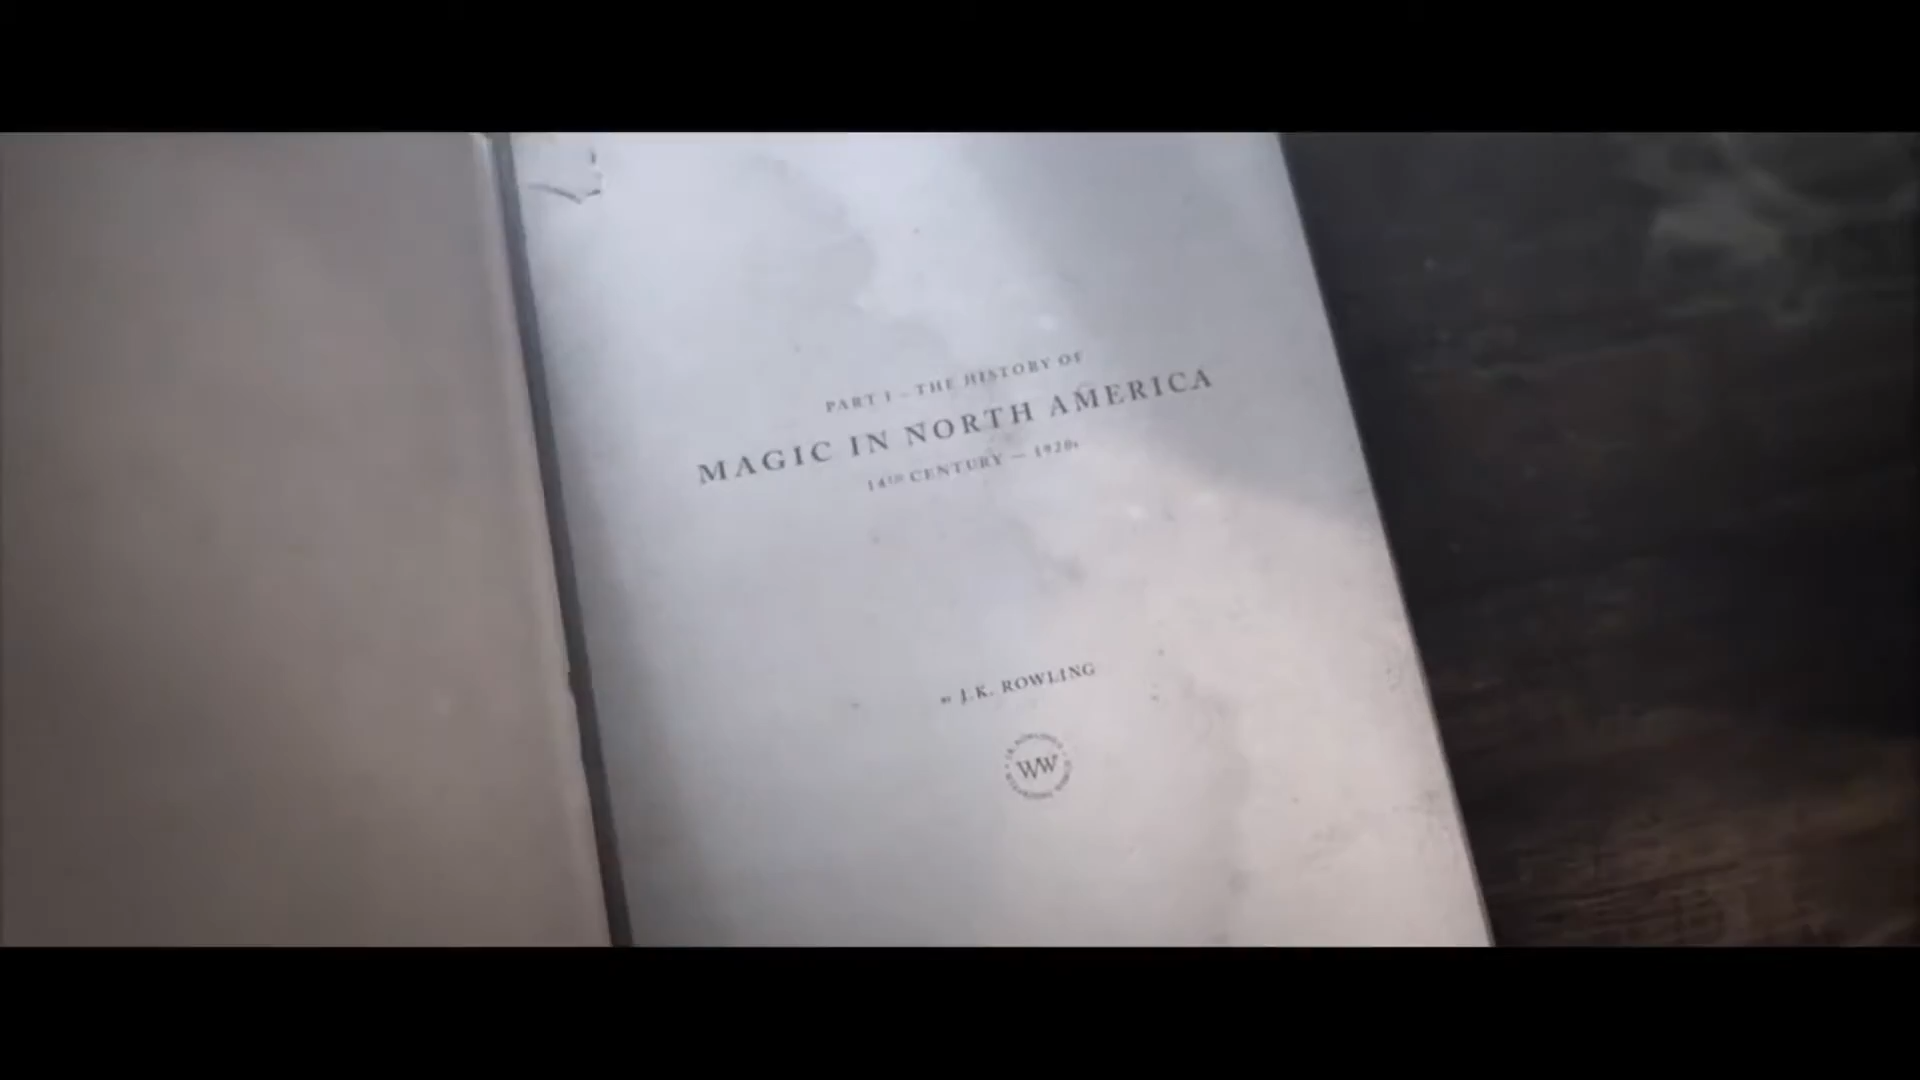 PART I - THE HISTORY OF
MAGIC IN NORTH AMERICA
14TH CENTURY — 1920s
BY J.K. ROWLING
WW